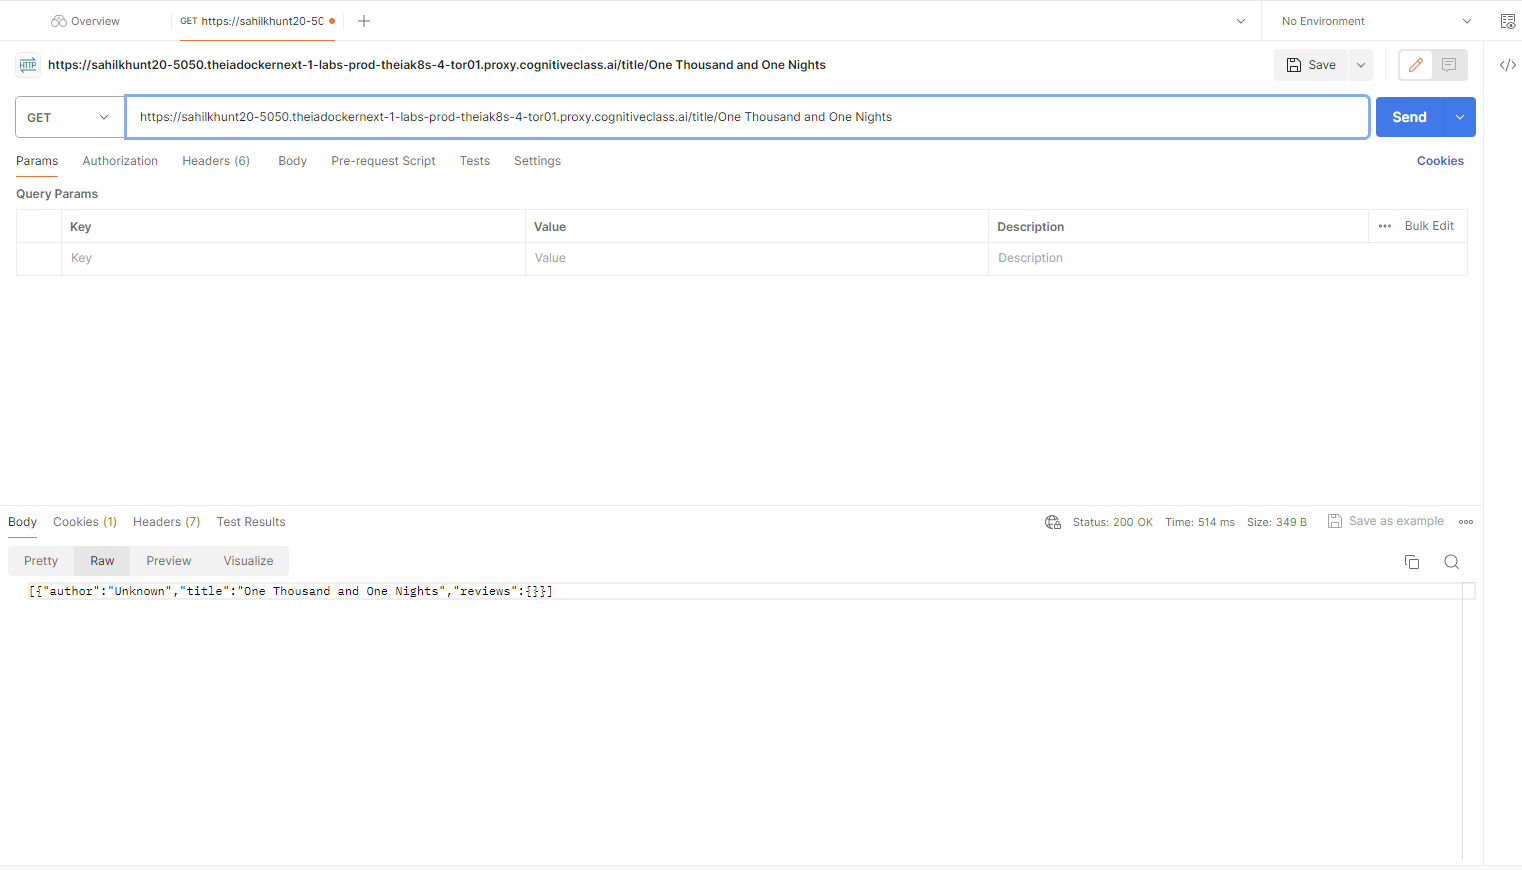 Overview
GET https://sahilkhunt20-5C
No Environment
HTTP https://sahilkhunt20-5050.theiadockernext-1-labs-prod-theiak8s-4-tor01.proxy.cognitiveclass.ai/title/One Thousand and One Nights
Save
GET
https://sahilkhunt20-5050.theiadockernext-1-labs-prod-theiak8s-4-tor01.proxy.cognitiveclass.ai/title/One Thousand and One Nights
Send
Params Authorization Headers (6) Body Pre-request Script Tests Settings Cookies
Query Params
Key Value Description Bulk Edit
Key Value Description
Body Cookies (1) Headers (7) Test Results Status: 200 OK Time: 514 ms Size: 349 B Save as example
Pretty Raw Preview Visualize
[{"author":"Unknown","title":"One Thousand and One Nights","reviews":{}}]